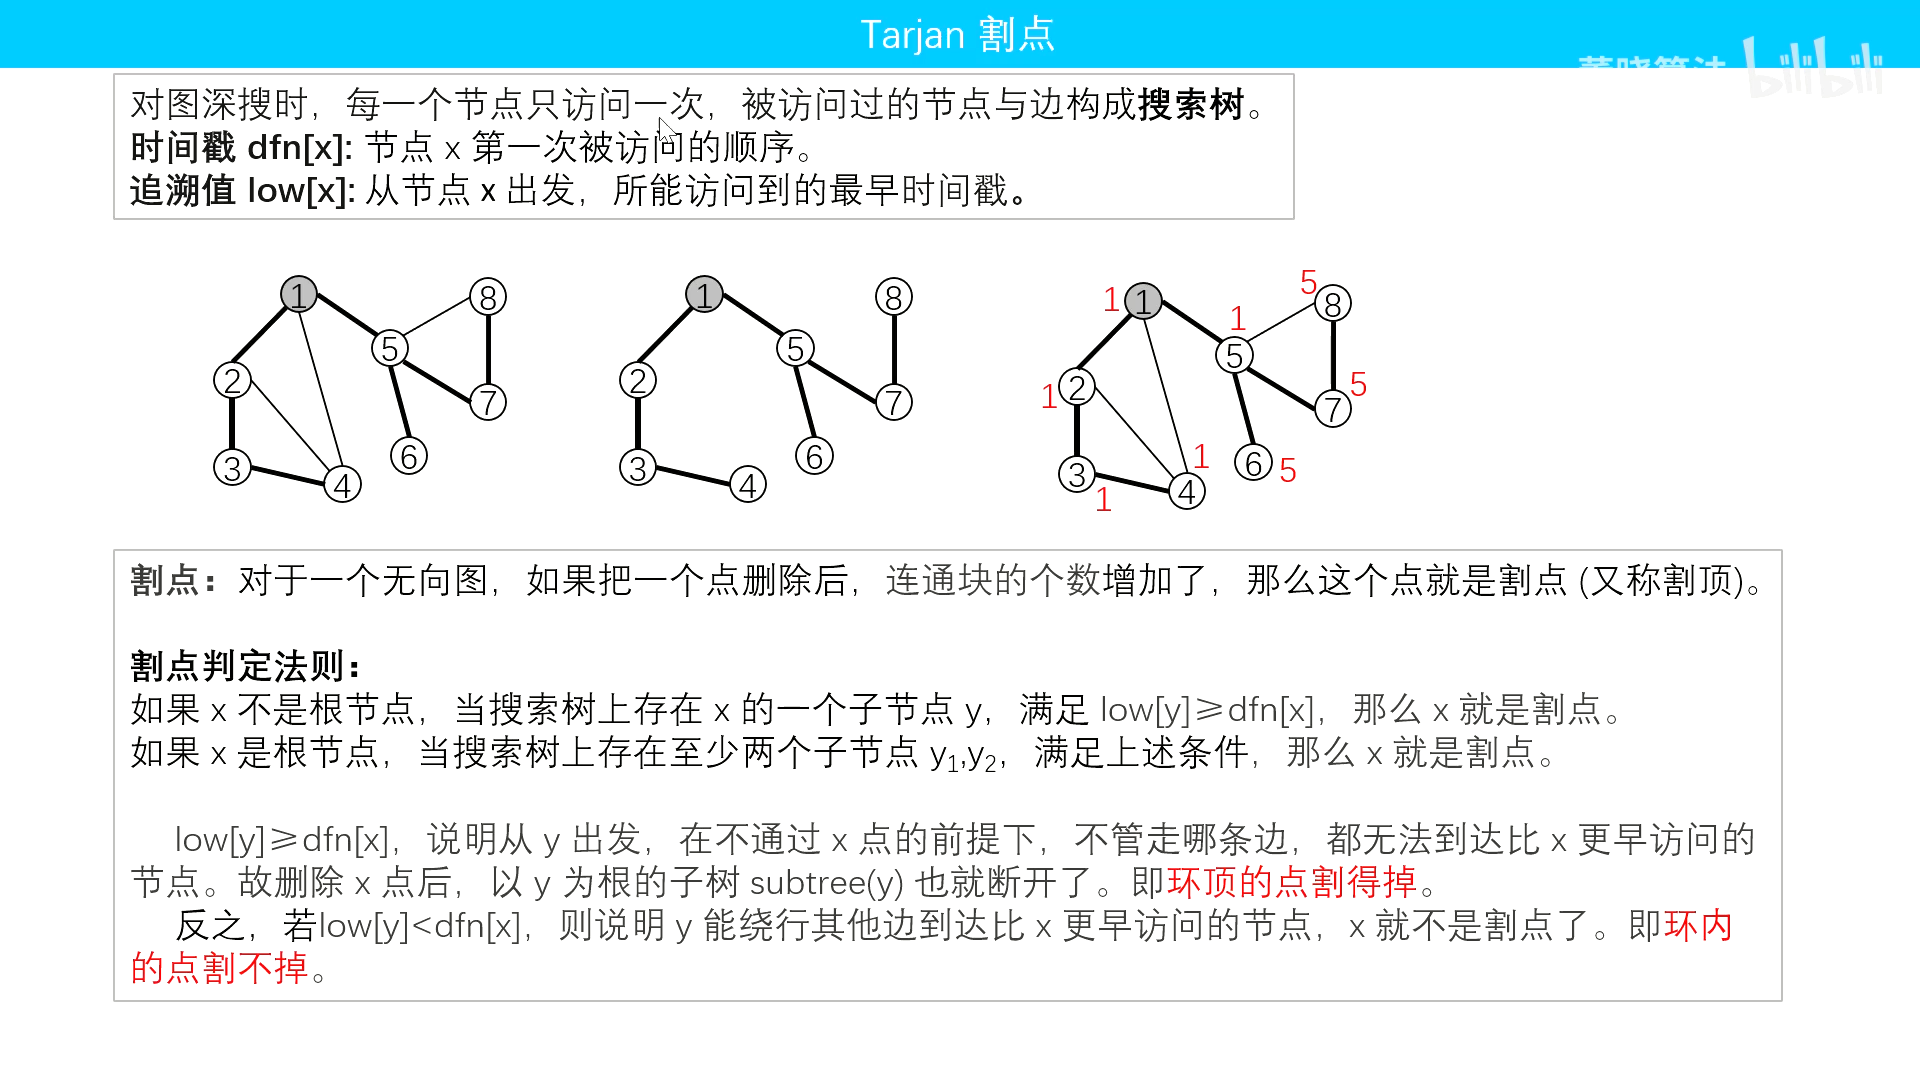 Tarjan 割点
bilibili
对图深搜时，每一个节点只访问一次，被访问过的节点与边构成搜索树。
时间戳 dfn[x]: 节点 x 第一次被访问的顺序。
追溯值 low[x]: 从节点 x 出发，所能访问到的最早时间戳。
1 8 5 2 7 6 3 4
1 8 5 2 7 6 3 4
5
1 1 8
1
5
5
1 2 7
1
3 6 5
1 4
割点：对于一个无向图，如果把一个点删除后，连通块的个数增加了，那么这个点就是割点 (又称割顶)。
割点判定法则：
如果 x 不是根节点，当搜索树上存在 x 的一个子节点 y，满足 low[y]≥dfn[x]，那么 x 就是割点。
如果 x 是根节点，当搜索树上存在至少两个子节点 y₁,y₂，满足上述条件，那么 x 就是割点。
low[y]≥dfn[x]，说明从 y 出发，在不通过 x 点的前提下，不管走哪条边，都无法到达比 x 更早访问的
节点。故删除 x 点后，以 y 为根的子树 subtree(y) 也就断开了。即环顶的点割得掉。
反之，若low[y]<dfn[x]，则说明 y 能绕行其他边到达比 x 更早访问的节点，x 就不是割点了。即环内
的点割不掉。